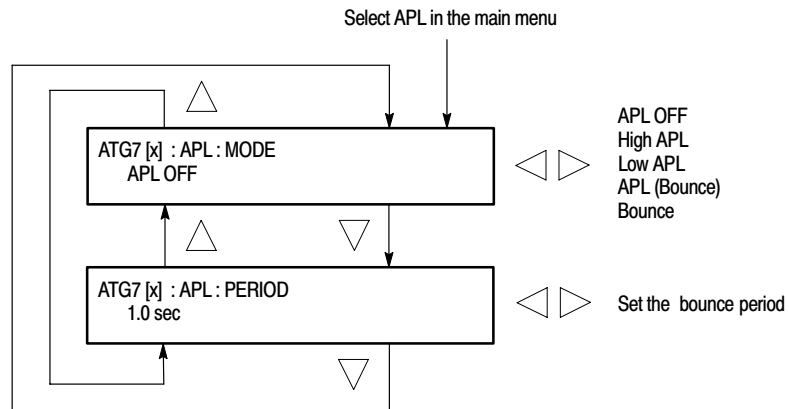 Select APL in the main menu
ATG7 [x] : APL : MODE
APL OFF
APL OFF
High APL
Low APL
APL (Bounce)
Bounce
ATG7 [x] : APL : PERIOD
1.0 sec
Set the bounce period